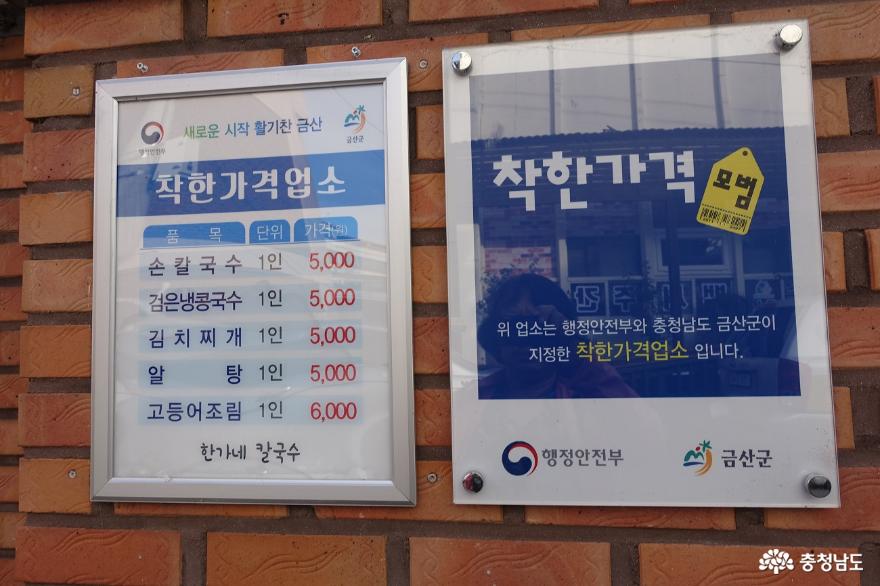 행정안전부
새로운 시작 활기찬 금산
금산군
착한가격업소
품 목 단위 가격(원)
손칼국수 1인 5,000
검은냉콩국수 1인 5,000
김치찌개 1인 5,000
알 탕 1인 5,000
고등어조림 1인 6,000
한가네 칼국수
착한가격
모범
위 업소는 행정안전부와 충청남도 금산군이
지정한 착한가격업소 입니다.
행정안전부
금산군
충청남도